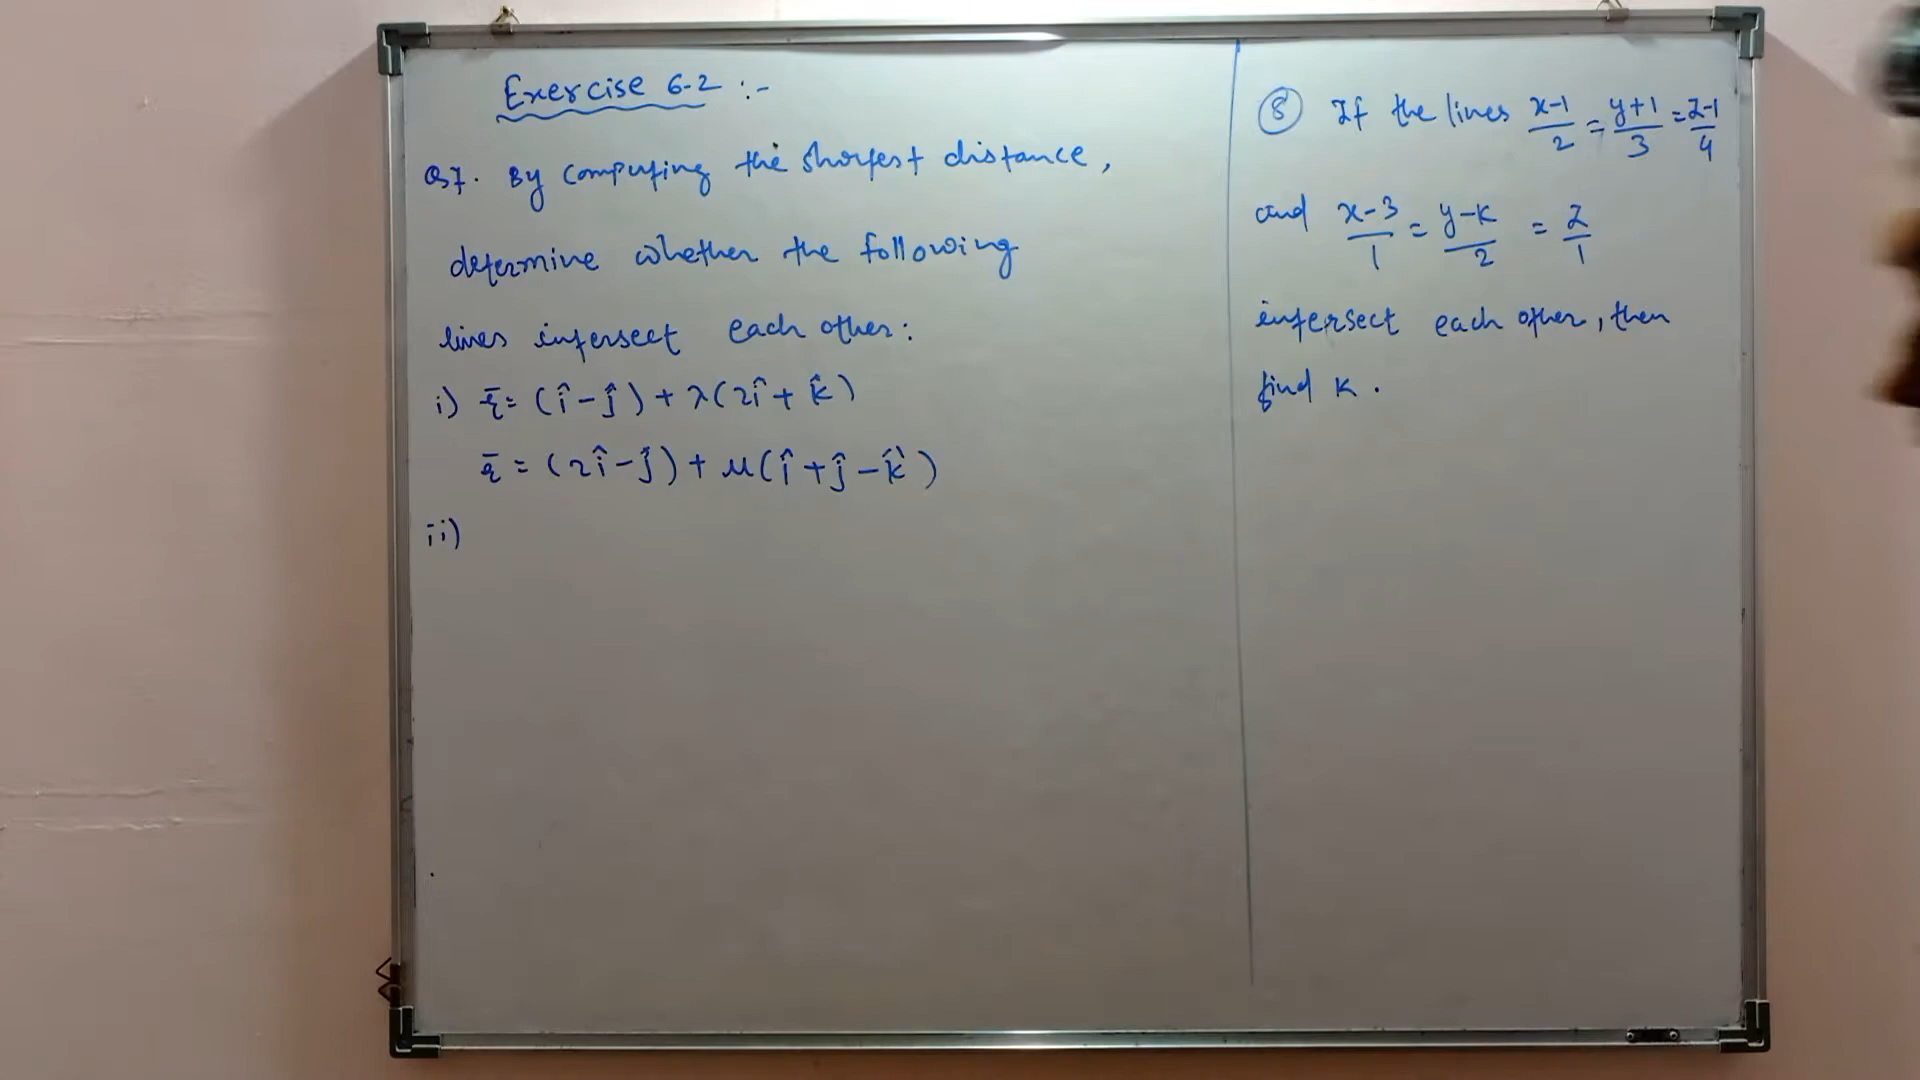 Exercise 6-2 :-
Q7. By computing the shortest distance,
determine whether the following
lines intersect each other:
i) r̄ = (î - ĵ) + λ(2î + k̂)
r̄ = (2î - ĵ) + μ(î + ĵ - k̂)
ii)
⑧ If the lines (x-1)/2 = (y+1)/3 = (z-1)/4
and (x-3)/1 = (y-k)/2 = z/1
intersect each other, then
find k.